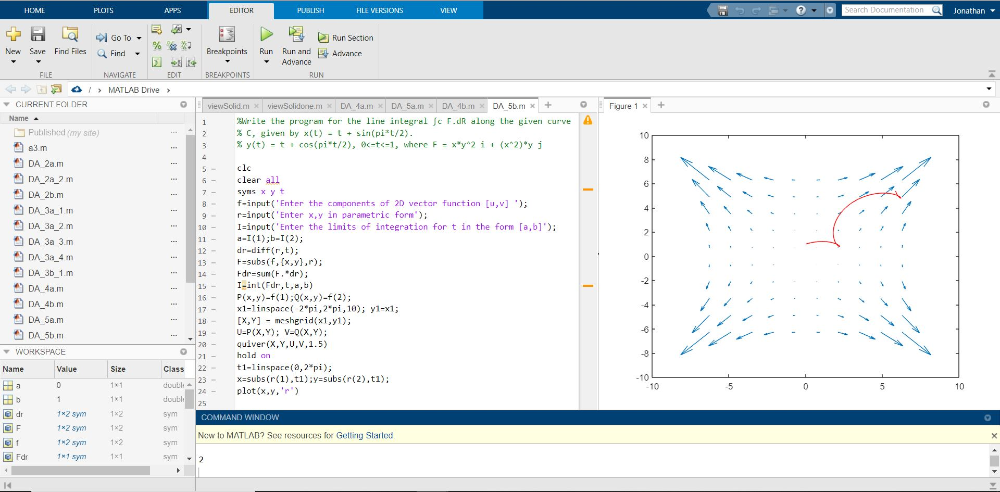 HOME PLOTS APPS EDITOR PUBLISH FILE VERSIONS VIEW Search Documentation Jonathan
New Save Find Files Go To Find Breakpoints Run Run and Advance Run Section Advance
FILE NAVIGATE EDIT BREAKPOINTS RUN
/ › MATLAB Drive ›
CURRENT FOLDER
Name
Published (my site)
a3.m
DA_2a.m
DA_2a_2.m
DA_2b.m
DA_3a_1.m
DA_3a_2.m
DA_3a_3.m
DA_3a_4.m
DA_3b_1.m
DA_4a.m
DA_4b.m
DA_5a.m
DA_5b.m
WORKSPACE
Name Value Size Class
a 0 1×1 double
b 1 1×1 double
dr 1×2 sym 1×2 sym
F 1×2 sym 1×2 sym
f 1×2 sym 1×2 sym
Fdr 1×1 sym 1×1 sym
viewSolid.m viewSolidone.m DA_4a.m DA_5a.m DA_4b.m DA_5b.m
1 %Write the program for the line integral ∫c F.dR along the given curve
2 % C, given by x(t) = t + sin(pi*t/2).
3 % y(t) = t + cos(pi*t/2), 0<=t<=1, where F = x*y^2 i + (x^2)*y j
4
5 clc
6 clear all
7 syms x y t
8 f=input('Enter the components of 2D vector function [u,v] ');
9 r=input('Enter x,y in parametric form');
10 I=input('Enter the limits of integration for t in the form [a,b]');
11 a=I(1);b=I(2);
12 dr=diff(r,t);
13 F=subs(f,{x,y},r);
14 Fdr=sum(F.*dr);
15 I=int(Fdr,t,a,b)
16 P(x,y)=f(1);Q(x,y)=f(2);
17 x1=linspace(-2*pi,2*pi,10); y1=x1;
18 [X,Y] = meshgrid(x1,y1);
19 U=P(X,Y); V=Q(X,Y);
20 quiver(X,Y,U,V,1.5)
21 hold on
22 t1=linspace(0,2*pi);
23 x=subs(r(1),t1);y=subs(r(2),t1);
24 plot(x,y,'r')
25
Figure 1
10
8
6
4
2
0
-2
-4
-6
-8
-10
-10 -5 0 5 10
COMMAND WINDOW
New to MATLAB? See resources for Getting Started.
2